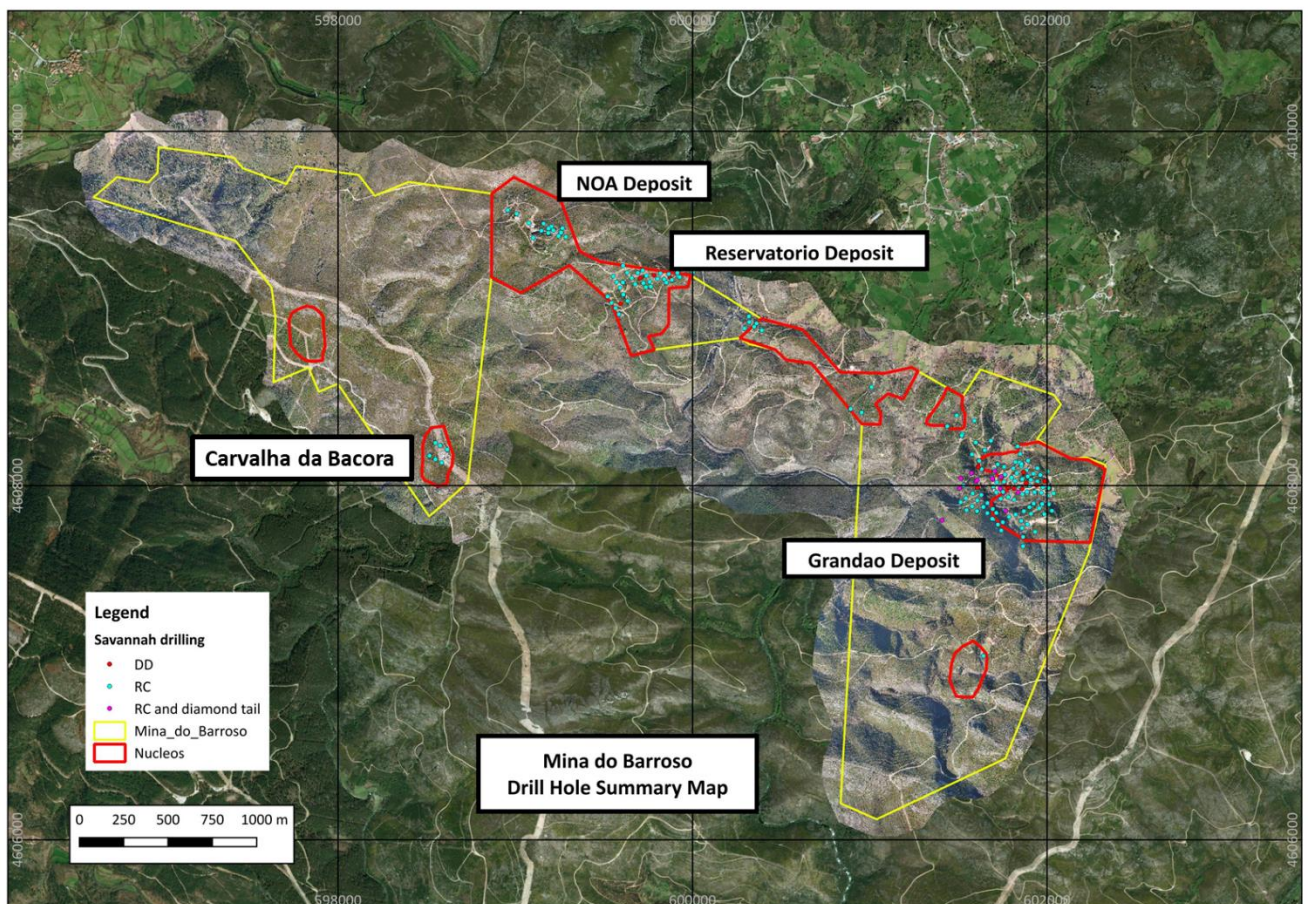 598000
600000
602000
4610000
4610000
NOA Deposit
Reservatorio Deposit
Carvalha da Bacora
4608000
4608000
Grandao Deposit
Legend
Savannah drilling
DD
RC
RC and diamond tail
Mina_do_Barroso
Nucleos
Mina do Barroso
Drill Hole Summary Map
0 250 500 750 1000 m
4606000
4606000
598000
600000
602000